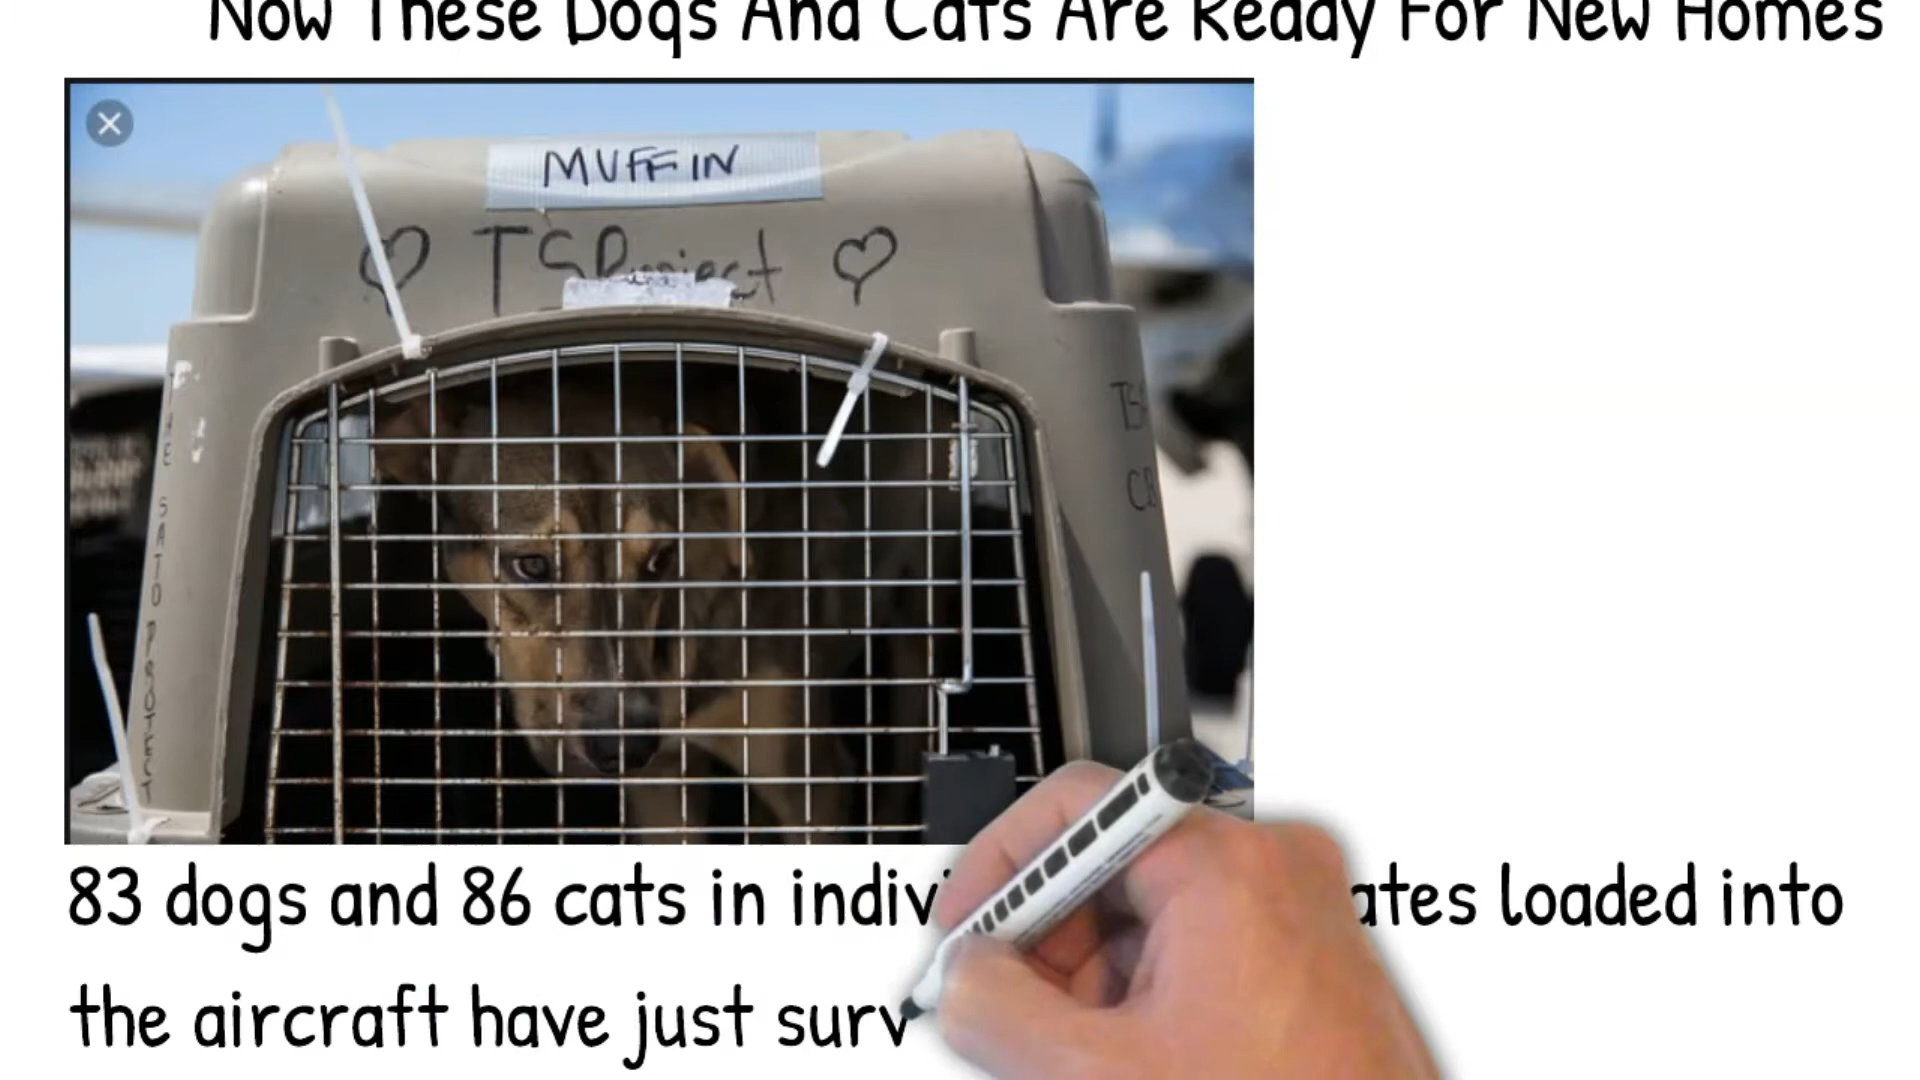 Now These Dogs And Cats Are Ready For New Homes
MUFFIN
TSProject
THE SATO PROJECT
83 dogs and 86 cats in indiv ates loaded into
the aircraft have just surv